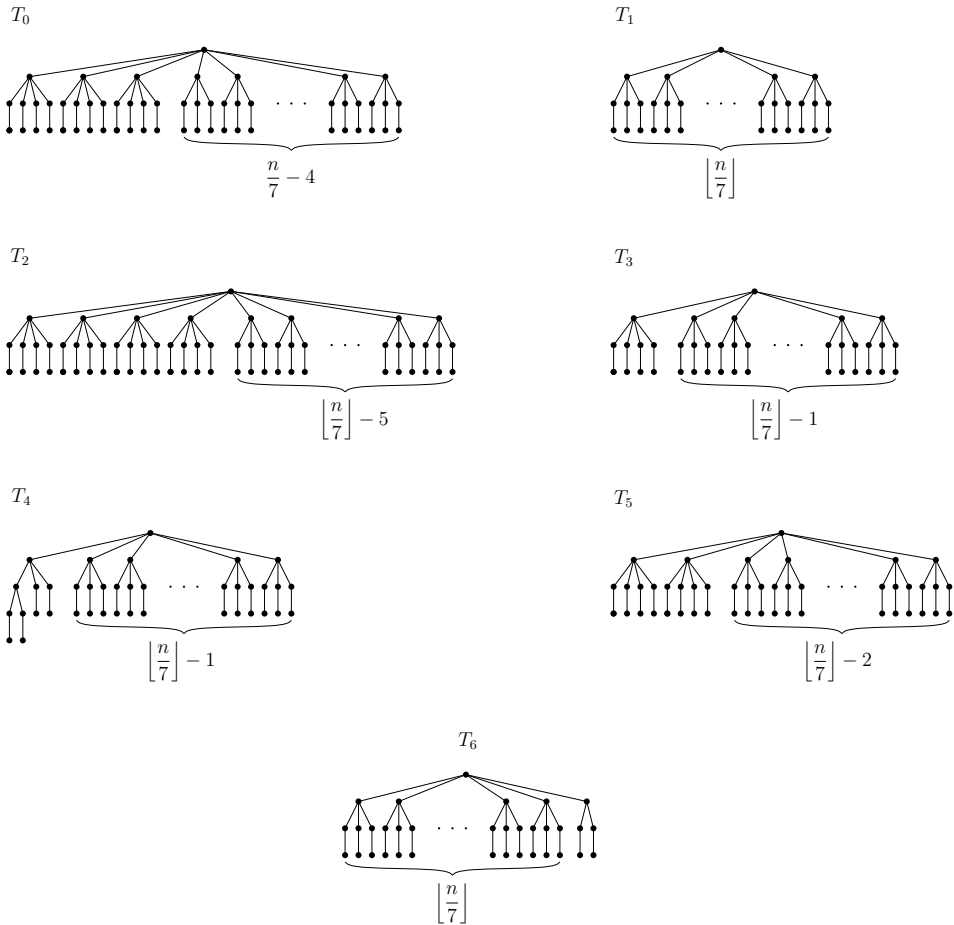 T₀
T₁
· · ·
· · ·
n/7 − 4
⌊n/7⌋
T₂
T₃
· · ·
· · ·
⌊n/7⌋ − 5
⌊n/7⌋ − 1
T₄
T₅
· · ·
· · ·
⌊n/7⌋ − 1
⌊n/7⌋ − 2
T₆
· · ·
⌊n/7⌋